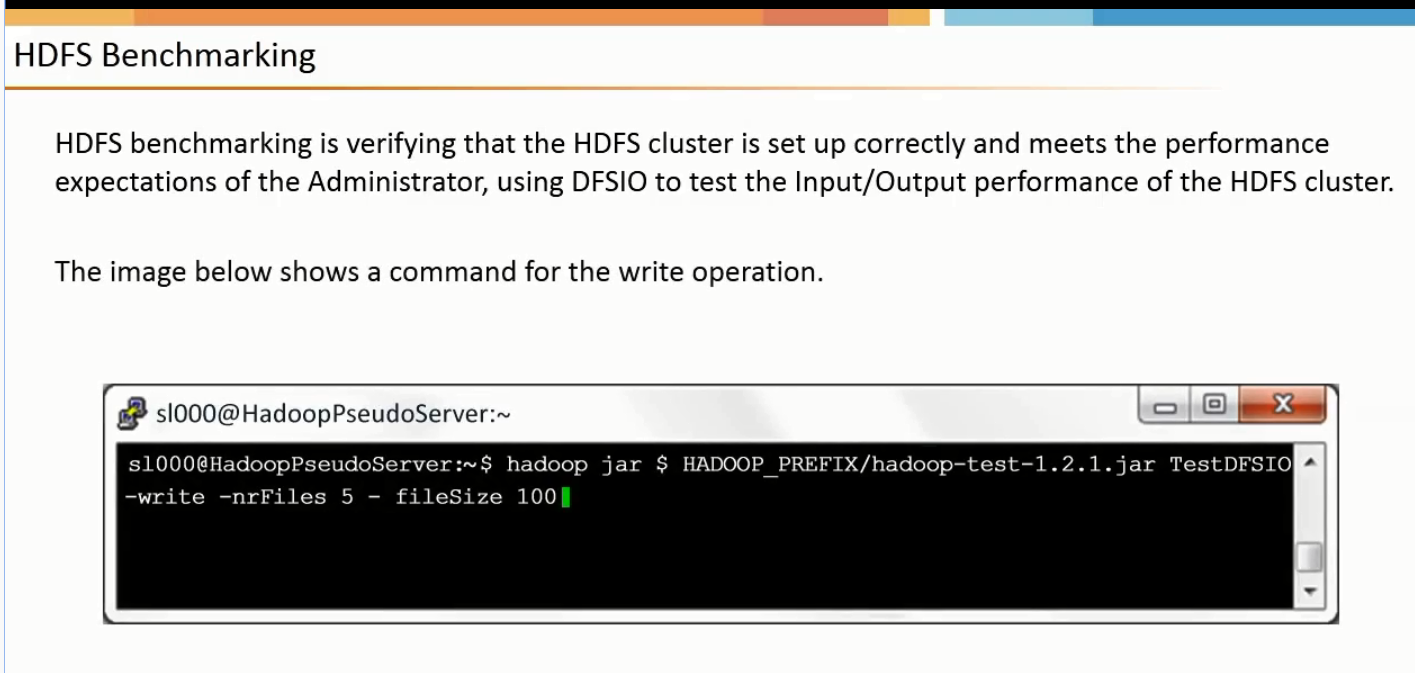 HDFS Benchmarking
HDFS benchmarking is verifying that the HDFS cluster is set up correctly and meets the performance
expectations of the Administrator, using DFSIO to test the Input/Output performance of the HDFS cluster.
The image below shows a command for the write operation.
sl000@HadoopPseudoServer:~
sl000@HadoopPseudoServer:~$ hadoop jar $ HADOOP_PREFIX/hadoop-test-1.2.1.jar TestDFSIO
-write -nrFiles 5 - fileSize 100